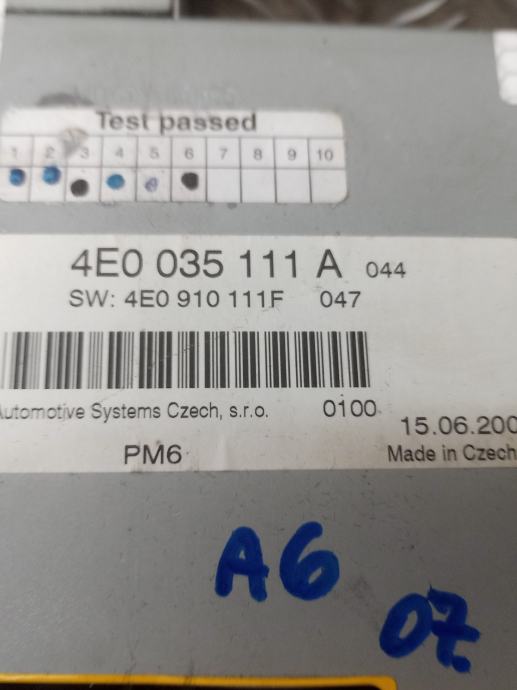 Test passed
1 2 3 4 5 6 7 8 9 10
4E0 035 111 A 044
SW: 4E0 910 111F 047
Automotive Systems Czech, s.r.o. 0100
15.06.200
PM6
Made in Czech
A6
07.